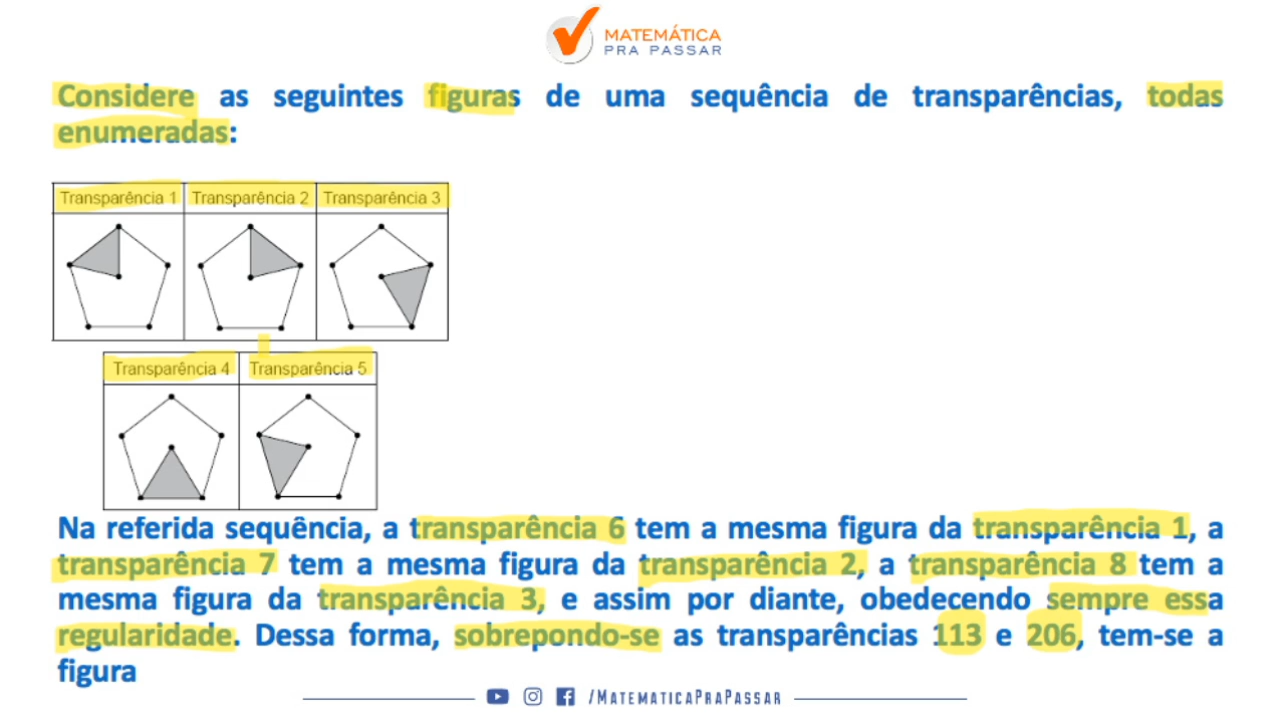 MATEMÁTICA
PRA PASSAR
Considere as seguintes figuras de uma sequência de transparências, todas
enumeradas:
Transparência 1 Transparência 2 Transparência 3
Transparência 4 Transparência 5
Na referida sequência, a transparência 6 tem a mesma figura da transparência 1, a
transparência 7 tem a mesma figura da transparência 2, a transparência 8 tem a
mesma figura da transparência 3, e assim por diante, obedecendo sempre essa
regularidade. Dessa forma, sobrepondo-se as transparências 113 e 206, tem-se a
figura
/MATEMATICAPRAPASSAR